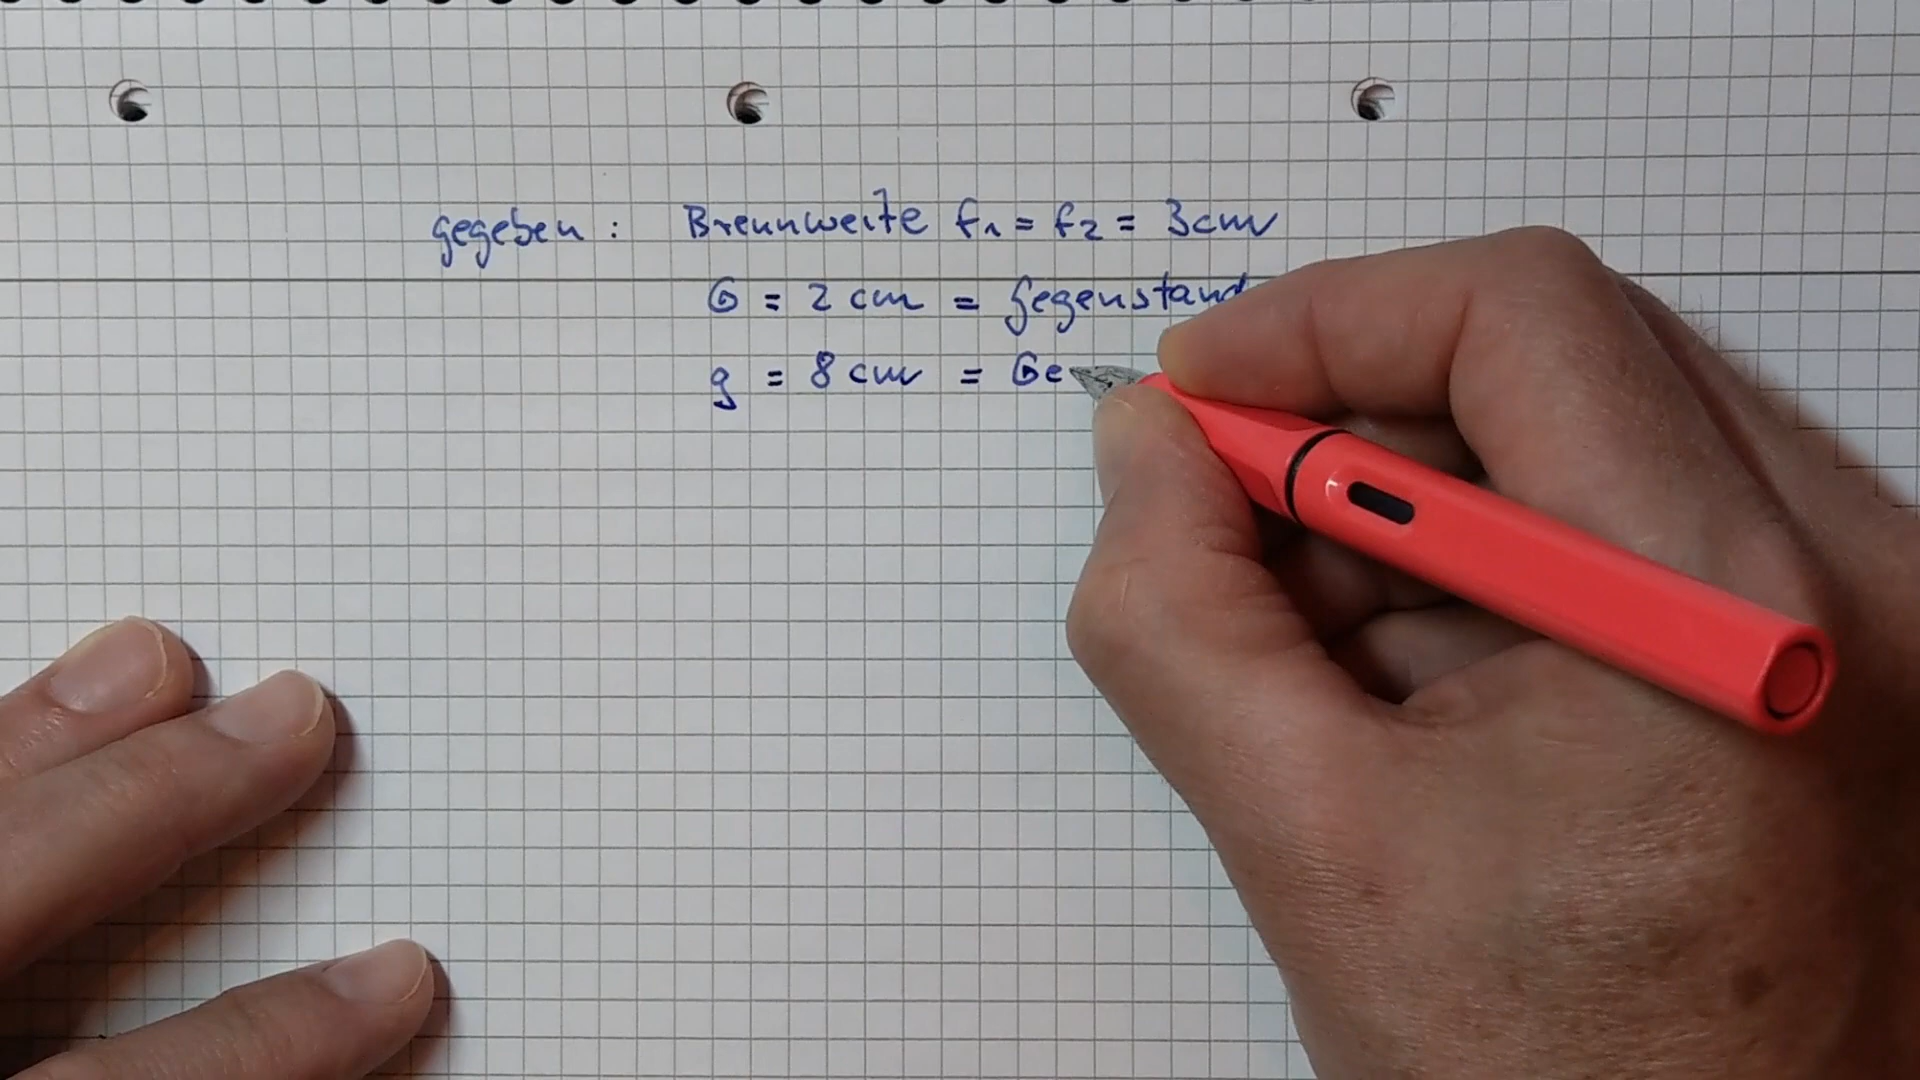 gegeben : Brennweite f1 = f2 = 3cm
G = 2 cm = Gegenstand
g = 8 cm = Ge